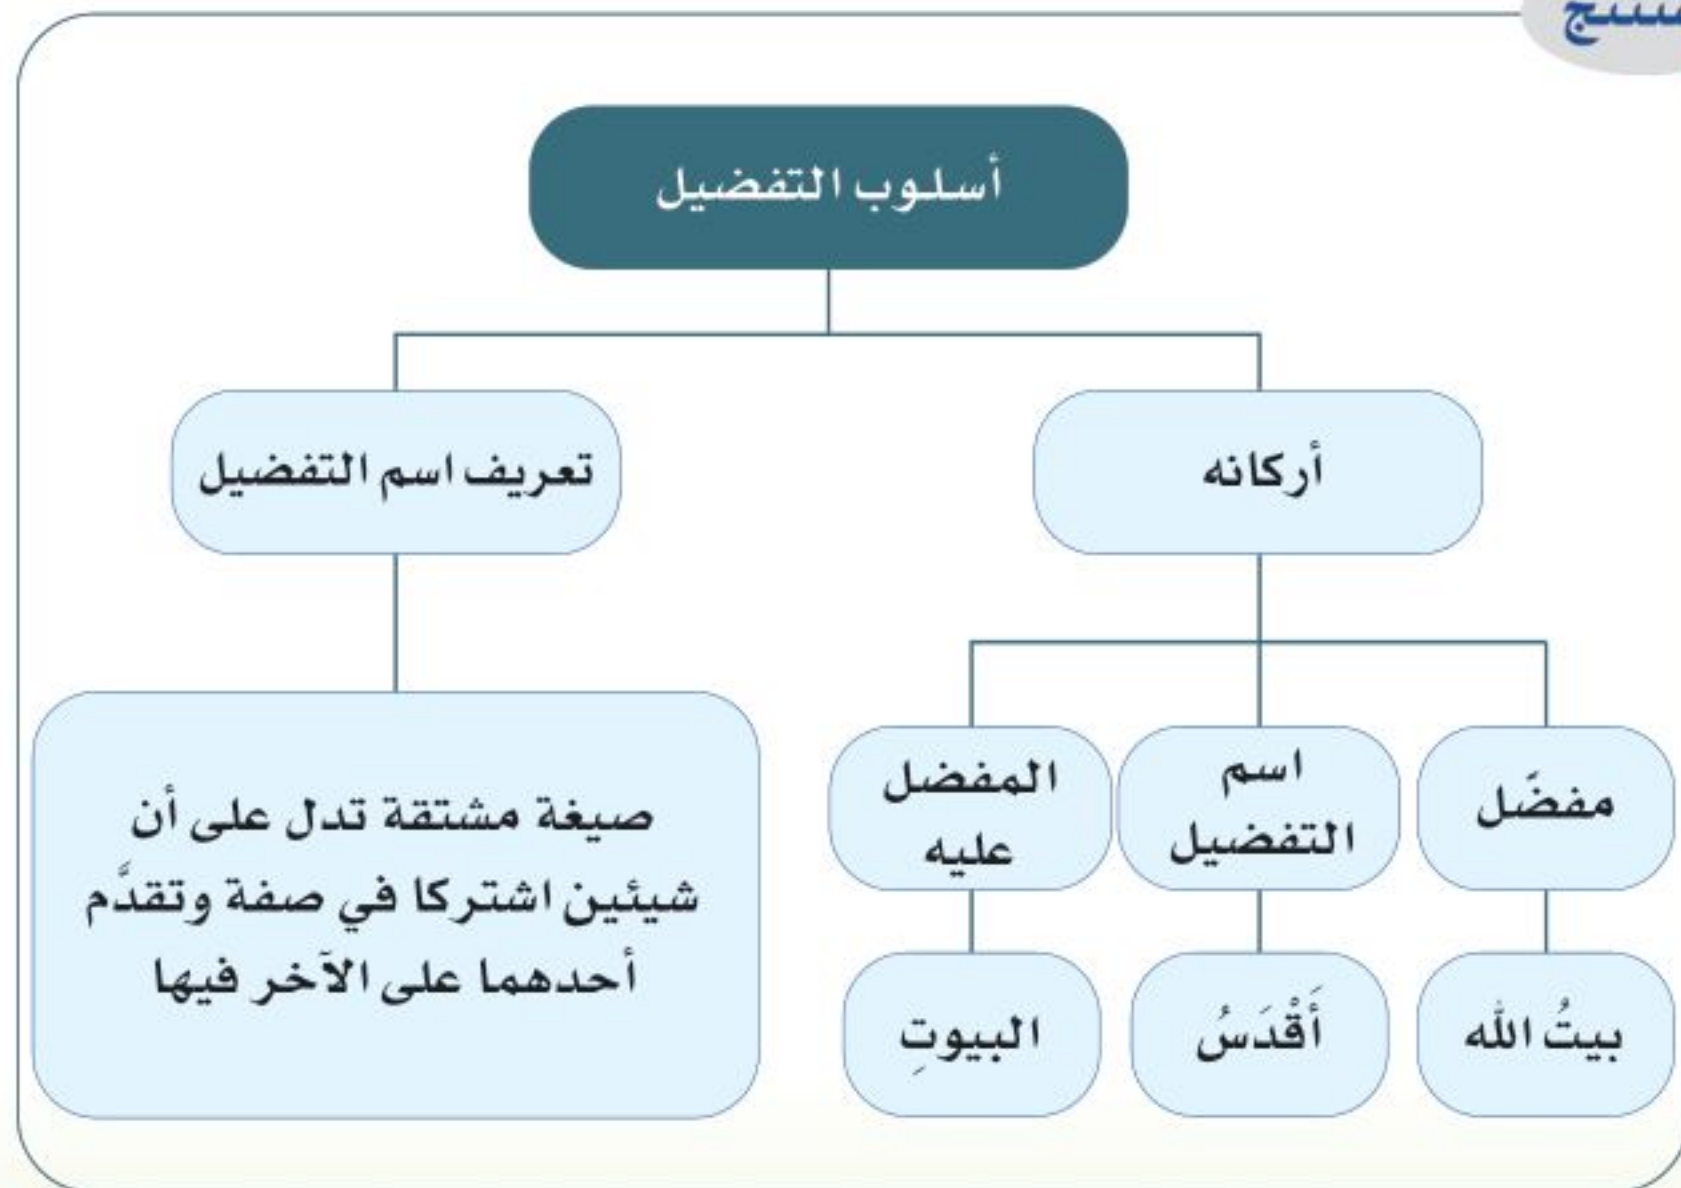 أسلوب التفضيل
أركانه
تعريف اسم التفضيل
مفضَّل
اسم
التفضيل
المفضل
عليه
بيتُ الله
أَقْدَسُ
البيوتِ
صيغة مشتقة تدل على أن
شيئين اشتركا في صفة وتقدَّم
أحدهما على الآخر فيها